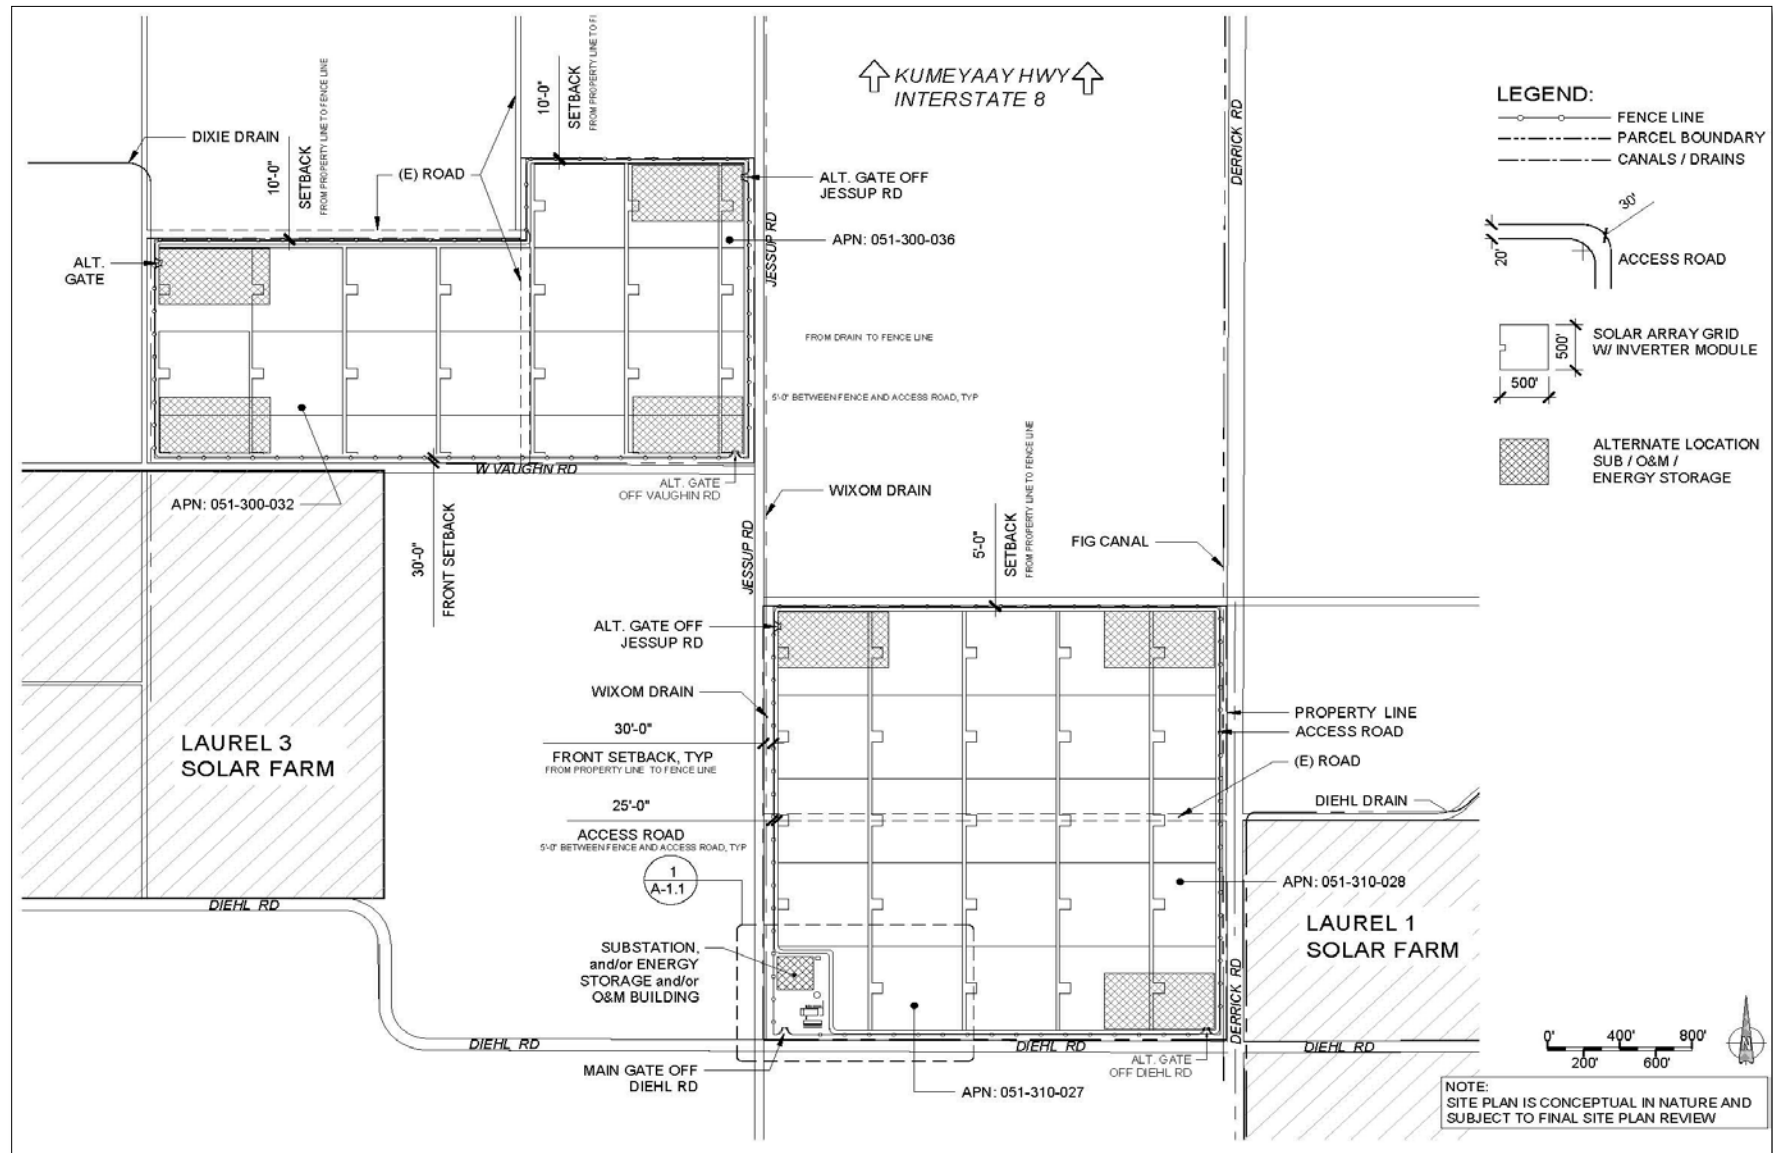 KUMEYAAY HWY
INTERSTATE 8
DERRICK RD
LEGEND:
FENCE LINE
PARCEL BOUNDARY
CANALS / DRAINS
30'
20'
ACCESS ROAD
500'
500'
SOLAR ARRAY GRID
W/ INVERTER MODULE
ALTERNATE LOCATION
SUB / O&M /
ENERGY STORAGE
DIXIE DRAIN
10'-0"
SETBACK
FROM PROPERTY LINE TO FENCE LINE
(E) ROAD
10'-0"
SETBACK
FROM PROPERTY LINE TO F
ALT. GATE OFF
JESSUP RD
APN: 051-300-036
JESSUP RD
ALT.
GATE
FROM DRAIN TO FENCE LINE
5'-0" BETWEEN FENCE AND ACCESS ROAD, TYP
W VAUGHN RD
ALT. GATE
OFF VAUGHIN RD
APN: 051-300-032
30'-0"
FRONT SETBACK
WIXOM DRAIN
JESSUP RD
5'-0"
SETBACK
FROM PROPERTY LINE TO FENCE LINE
FIG CANAL
ALT. GATE OFF
JESSUP RD
WIXOM DRAIN
30'-0"
FRONT SETBACK, TYP
FROM PROPERTY LINE TO FENCE LINE
25'-0"
ACCESS ROAD
5'-0" BETWEEN FENCE AND ACCESS ROAD, TYP
1
A-1.1
LAUREL 3
SOLAR FARM
PROPERTY LINE
ACCESS ROAD
(E) ROAD
DIEHL DRAIN
APN: 051-310-028
LAUREL 1
SOLAR FARM
DIEHL RD
SUBSTATION,
and/or ENERGY
STORAGE and/or
O&M BUILDING
DERRICK RD
DIEHL RD
DIEHL RD
DIEHL RD
MAIN GATE OFF
DIEHL RD
ALT. GATE
OFF DIEHL RD
APN: 051-310-027
0' 400' 800'
200' 600'
NOTE:
SITE PLAN IS CONCEPTUAL IN NATURE AND
SUBJECT TO FINAL SITE PLAN REVIEW